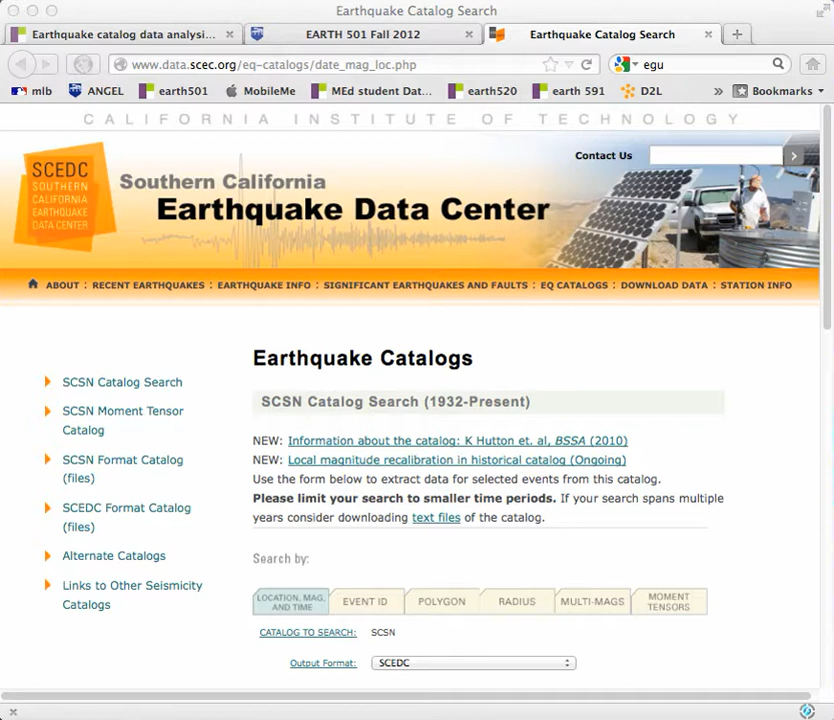 Earthquake Catalog Search
Earthquake catalog data analysi...
EARTH 501 Fall 2012
Earthquake Catalog Search
www.data.scec.org/eq-catalogs/date_mag_loc.php
egu
mlb
ANGEL
earth501
MobileMe
MEd student Dat...
earth520
earth 591
D2L
Bookmarks
CALIFORNIA INSTITUTE OF TECHNOLOGY
Contact Us
SCEDC
SOUTHERN
CALIFORNIA
EARTHQUAKE
DATA CENTER
Southern California
Earthquake Data Center
ABOUT : RECENT EARTHQUAKES : EARTHQUAKE INFO : SIGNIFICANT EARTHQUAKES AND FAULTS : EQ CATALOGS : DOWNLOAD DATA : STATION INFO
SCSN Catalog Search
SCSN Moment Tensor
Catalog
SCSN Format Catalog
(files)
SCEDC Format Catalog
(files)
Alternate Catalogs
Links to Other Seismicity
Catalogs
Earthquake Catalogs
SCSN Catalog Search (1932-Present)
NEW: Information about the catalog: K Hutton et. al, BSSA (2010)
NEW: Local magnitude recalibration in historical catalog (Ongoing)
Use the form below to extract data for selected events from this catalog.
Please limit your search to smaller time periods. If your search spans multiple
years consider downloading text files of the catalog.
Search by:
LOCATION, MAG,
AND TIME
EVENT ID
POLYGON
RADIUS
MULTI-MAGS
MOMENT
TENSORS
CATALOG TO SEARCH: SCSN
Output Format: SCEDC